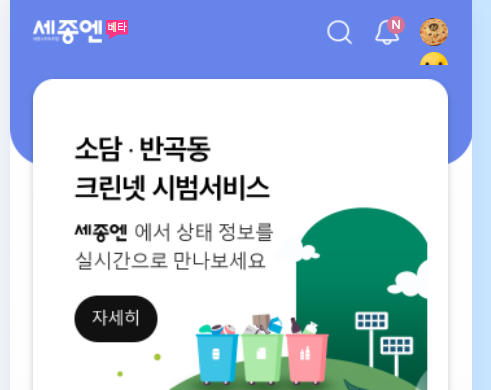 세종엔 베타
N
소담 · 반곡동
크린넷 시범서비스
세종엔 에서 상태 정보를
실시간으로 만나보세요
자세히